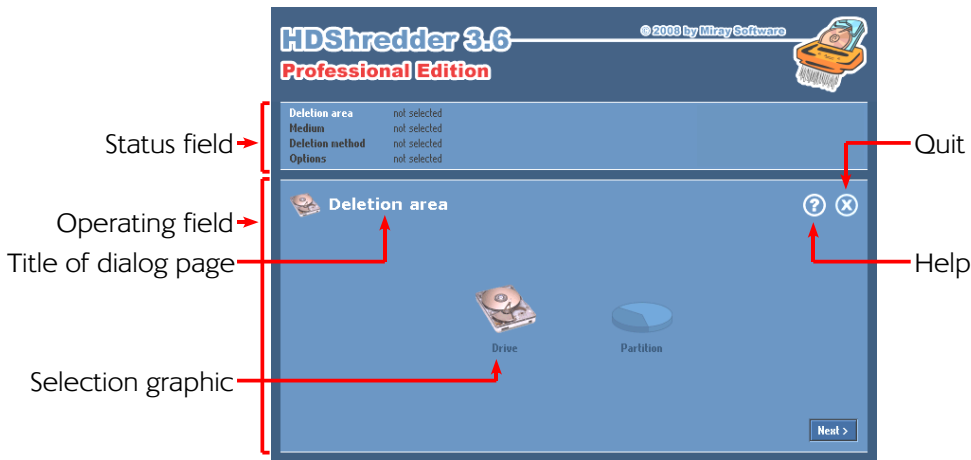 HDShredder 3.6
© 2008 by Miray Software
Professional Edition
Deletion area not selected
Medium not selected
Deletion method not selected
Options not selected
Status field
Quit
Deletion area
?
X
Operating field
Title of dialog page
Help
Drive
Partition
Selection graphic
Next >